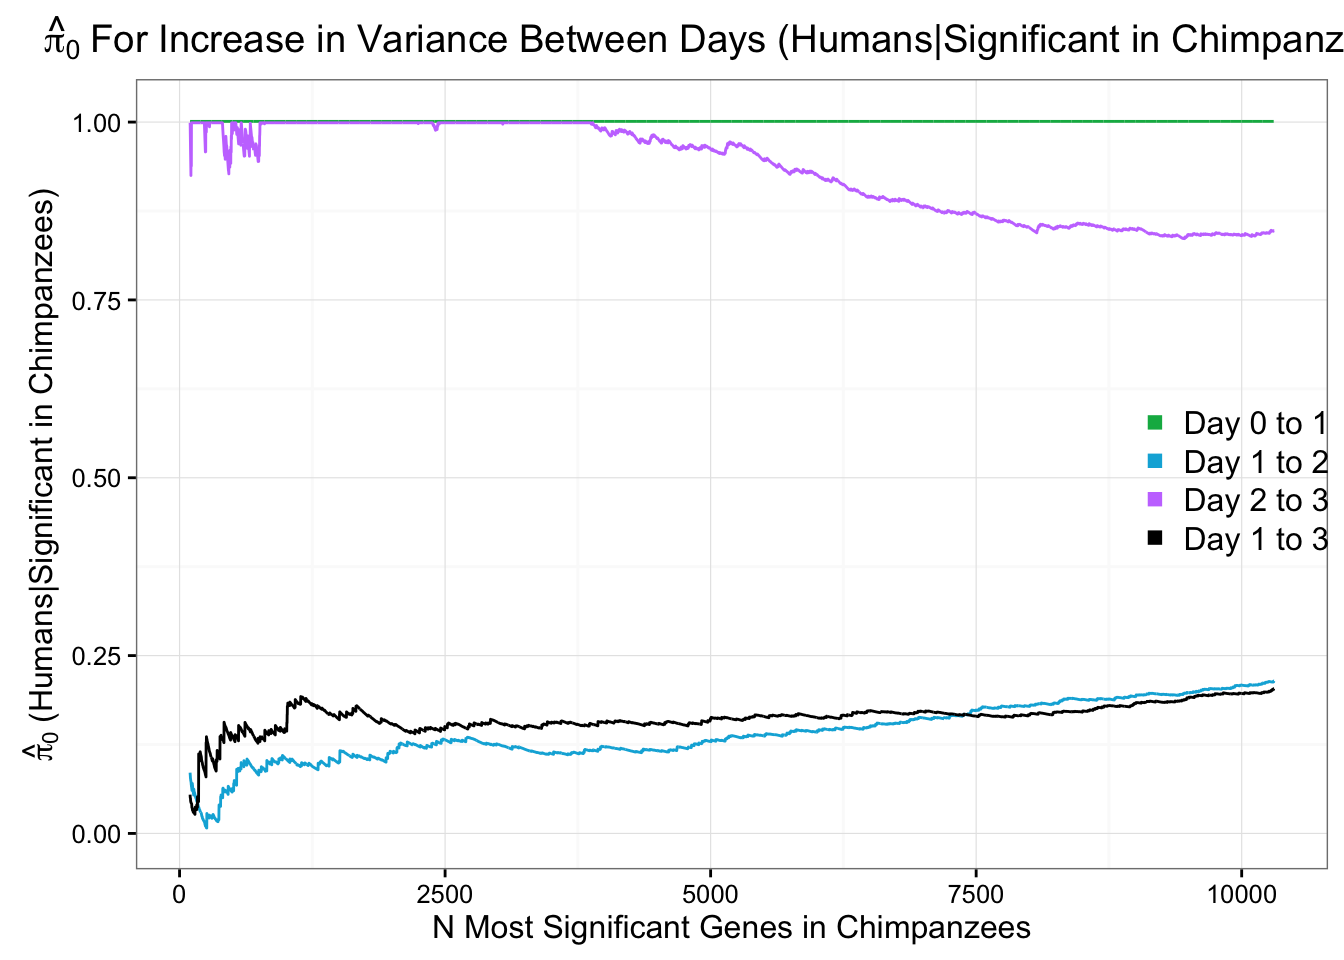 π̂0 For Increase in Variance Between Days (Humans|Significant in Chimpanz
π̂0 (Humans|Significant in Chimpanzees)
1.00
0.75
0.50
0.25
0.00
Day 0 to 1
Day 1 to 2
Day 2 to 3
Day 1 to 3
0 2500 5000 7500 10000
N Most Significant Genes in Chimpanzees